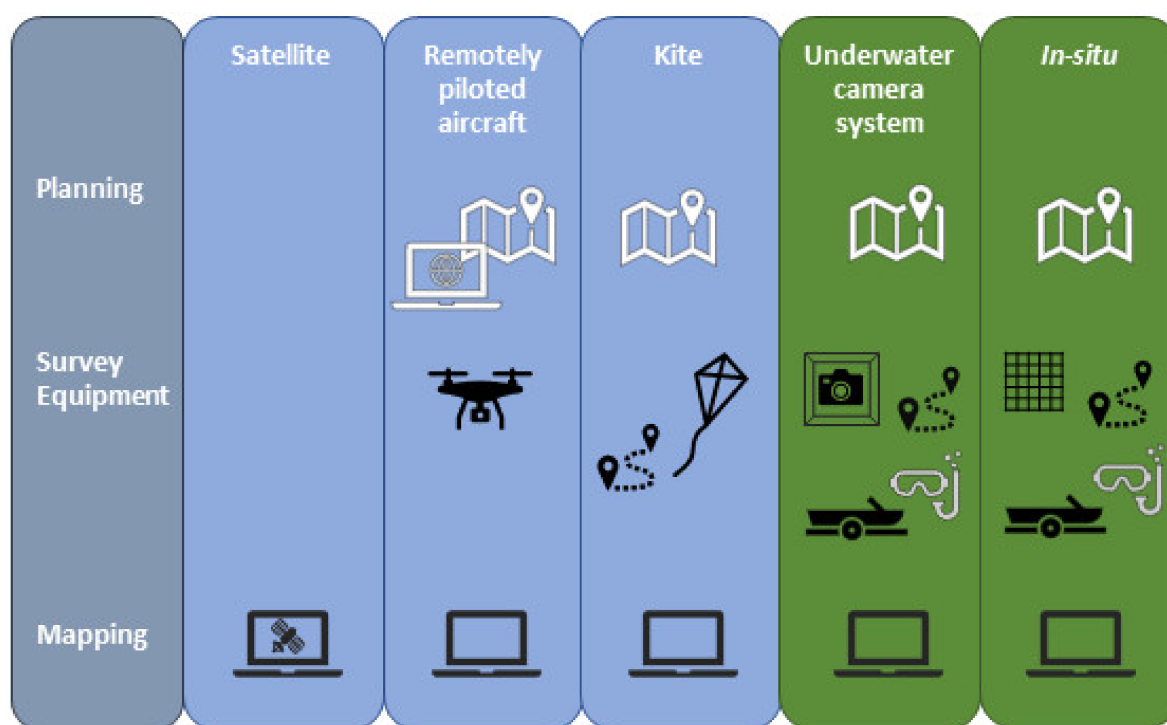 Satellite
Remotely
piloted
aircraft
Kite
Underwater
camera
system
In-situ
Planning
Survey
Equipment
Mapping